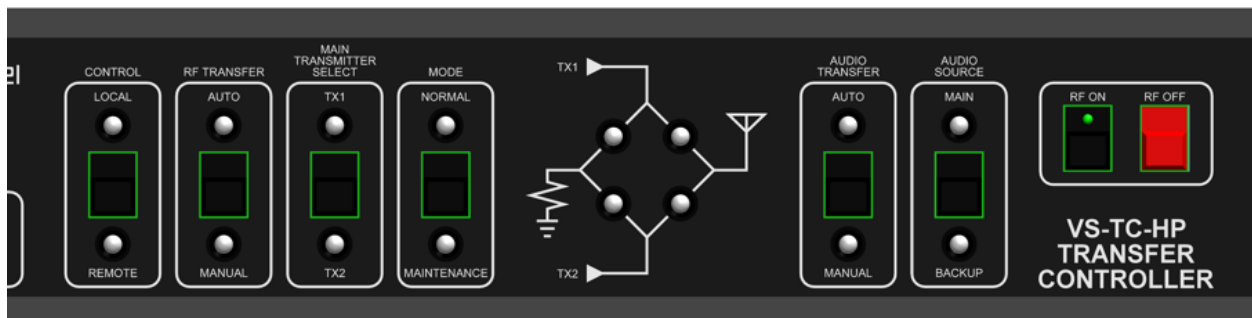 CONTROL
LOCAL
REMOTE
RF TRANSFER
AUTO
MANUAL
MAIN
TRANSMITTER
SELECT
TX1
TX2
MODE
NORMAL
MAINTENANCE
TX1
TX2
AUDIO
TRANSFER
AUTO
MANUAL
AUDIO
SOURCE
MAIN
BACKUP
RF ON
RF OFF
VS-TC-HP
TRANSFER
CONTROLLER